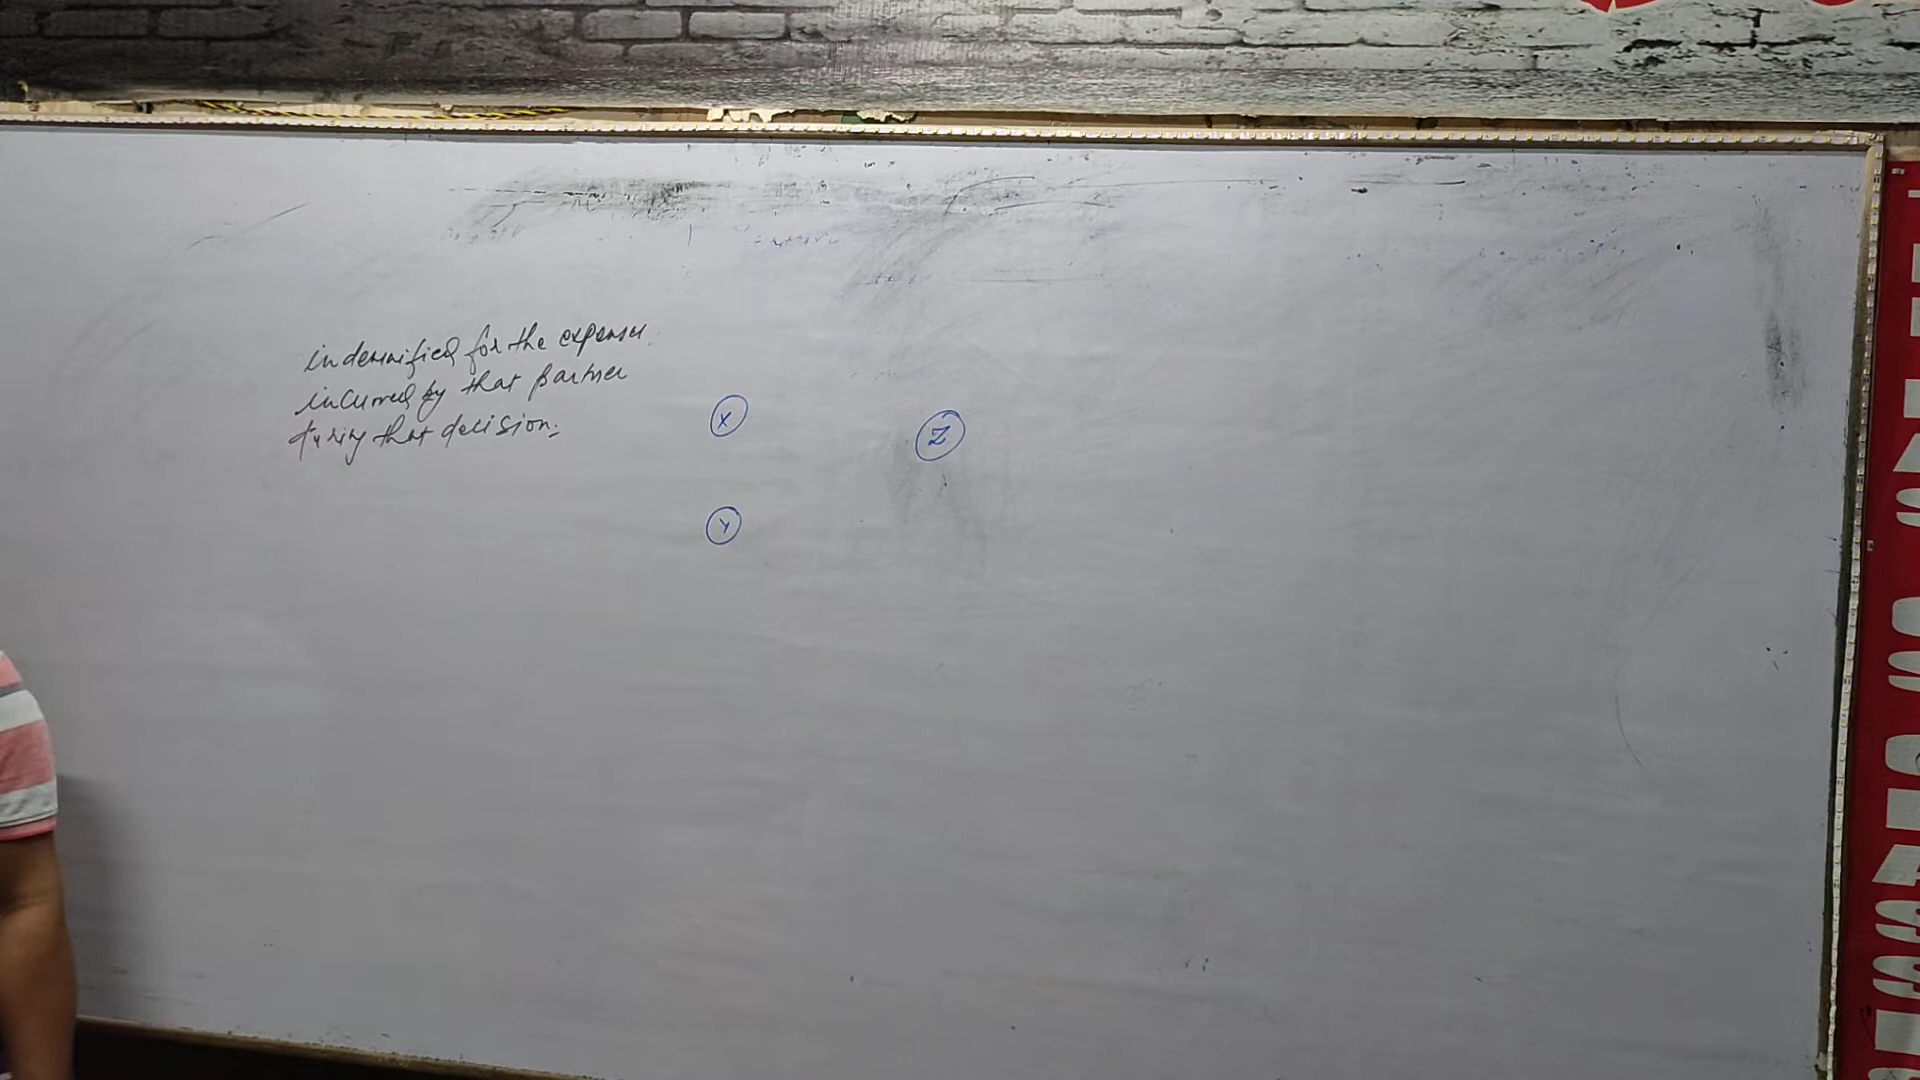 indemnified for the expenses
incurred by that partner
during that decision.
X
Z
Y